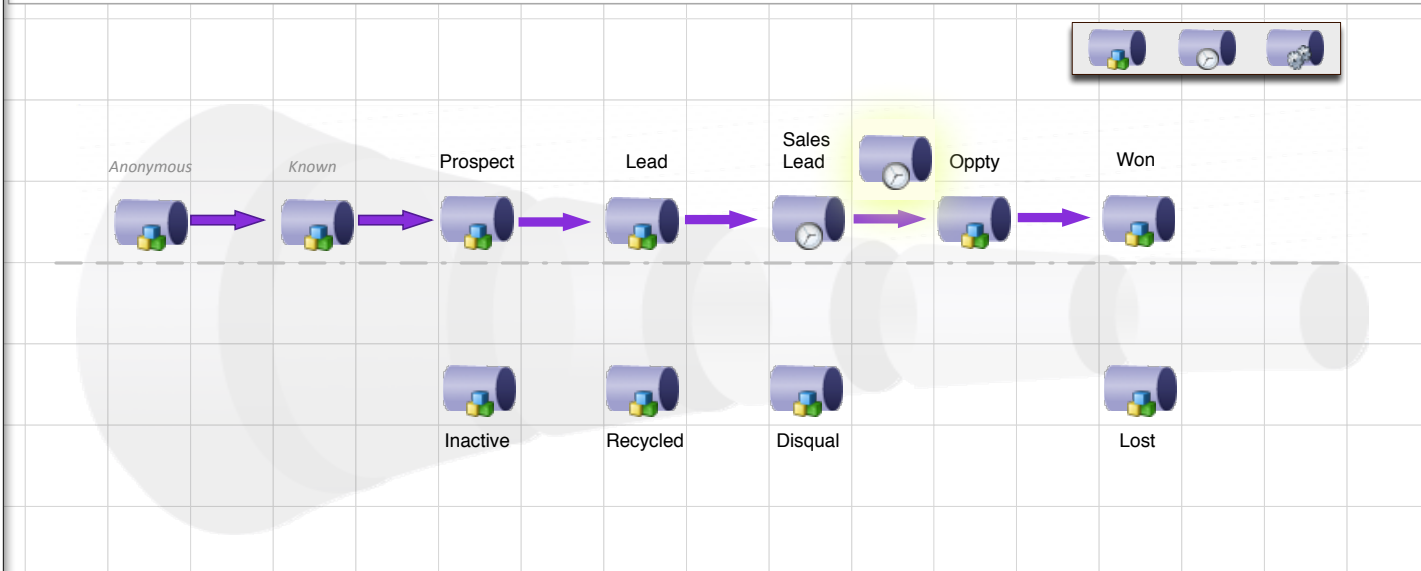 Anonymous
Known
Prospect
Lead
Sales
Lead
Oppty
Won
Inactive
Recycled
Disqual
Lost